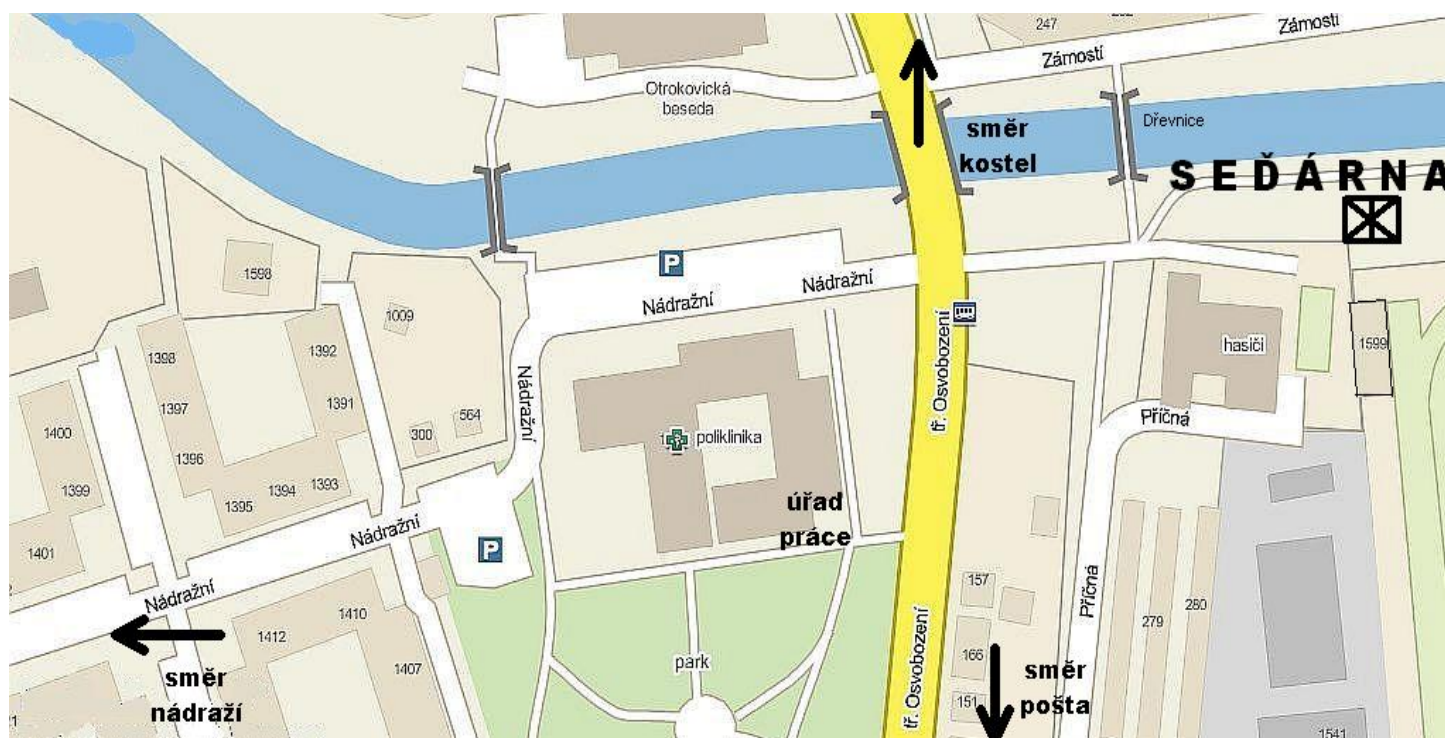 247
Zámostí
Zámostí
Otrokovická
beseda
Dřevnice
směr
kostel
SEĎÁRNA
P
1598
Nádražní
Nádražní
1009
tř. Osvobození
1599
hasiči
1398
1392
1397
1391
Nádražní
564
300
1400
1396
poliklinika
Příčná
1399
1395
1394
1393
úřad
práce
Nádražní
P
1401
Nádražní
157
Příčná
279
280
1410
1412
směr
nádraží
1407
park
tř. Osvobození
166
151
směr
pošta
1541